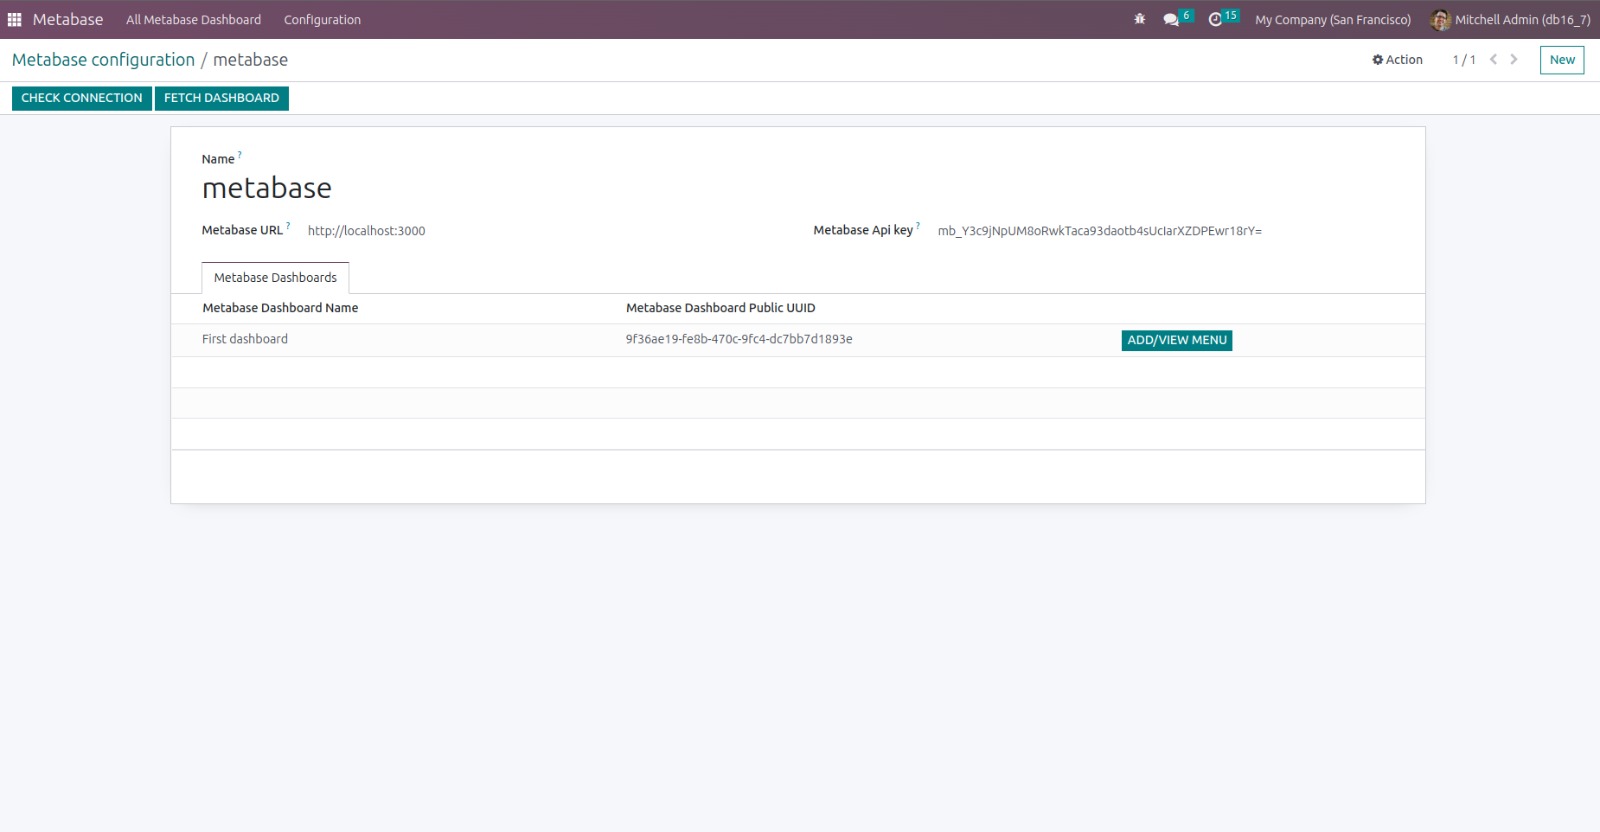 Metabase All Metabase Dashboard Configuration 6 15 My Company (San Francisco) Mitchell Admin (db16_7)
Metabase configuration / metabase Action 1 / 1 New
CHECK CONNECTION FETCH DASHBOARD
Name ?
metabase
Metabase URL ? http://localhost:3000 Metabase Api key ? mb_Y3c9jNpUM8oRwkTaca93daotb4sUcIarXZDPEwr18rY=
Metabase Dashboards
Metabase Dashboard Name Metabase Dashboard Public UUID
First dashboard 9f36ae19-fe8b-470c-9fc4-dc7bb7d1893e ADD/VIEW MENU